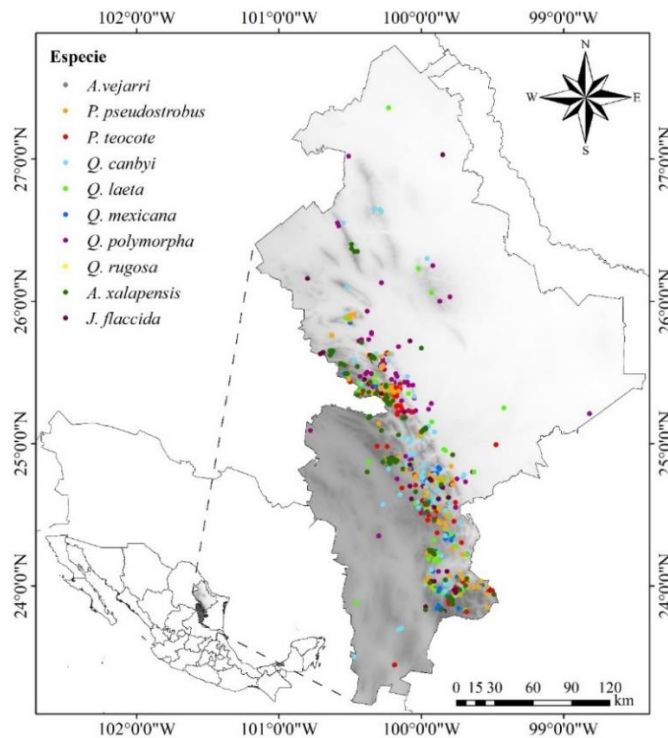 102°0'0"W 101°0'0"W 100°0'0"W 99°0'0"W
Especie
A.vejarri
P. pseudostrobus
P. teocote
Q. canbyi
Q. laeta
Q. mexicana
Q. polymorpha
Q. rugosa
A. xalapensis
J. flaccida
N
W E
S
27°0'0"N
26°0'0"N
25°0'0"N
24°0'0"N
27°0'0"N
26°0'0"N
25°0'0"N
24°0'0"N
0 15 30 60 90 120
km
102°0'0"W 101°0'0"W 100°0'0"W 99°0'0"W